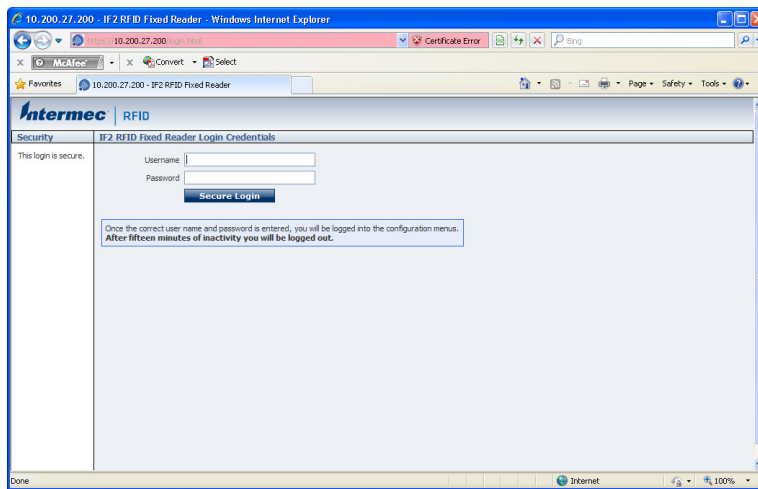 10.200.27.200 - IF2 RFID Fixed Reader - Windows Internet Explorer
https://10.200.27.200/login.html Certificate Error Bing
x McAfee x Convert Select
Favorites 10.200.27.200 - IF2 RFID Fixed Reader Page Safety Tools
Intermec RFID
Security IF2 RFID Fixed Reader Login Credentials
This login is secure.
Username
Password
Secure Login
Once the correct user name and password is entered, you will be logged into the configuration menus.
After fifteen minutes of inactivity you will be logged out.
Done Internet 100%